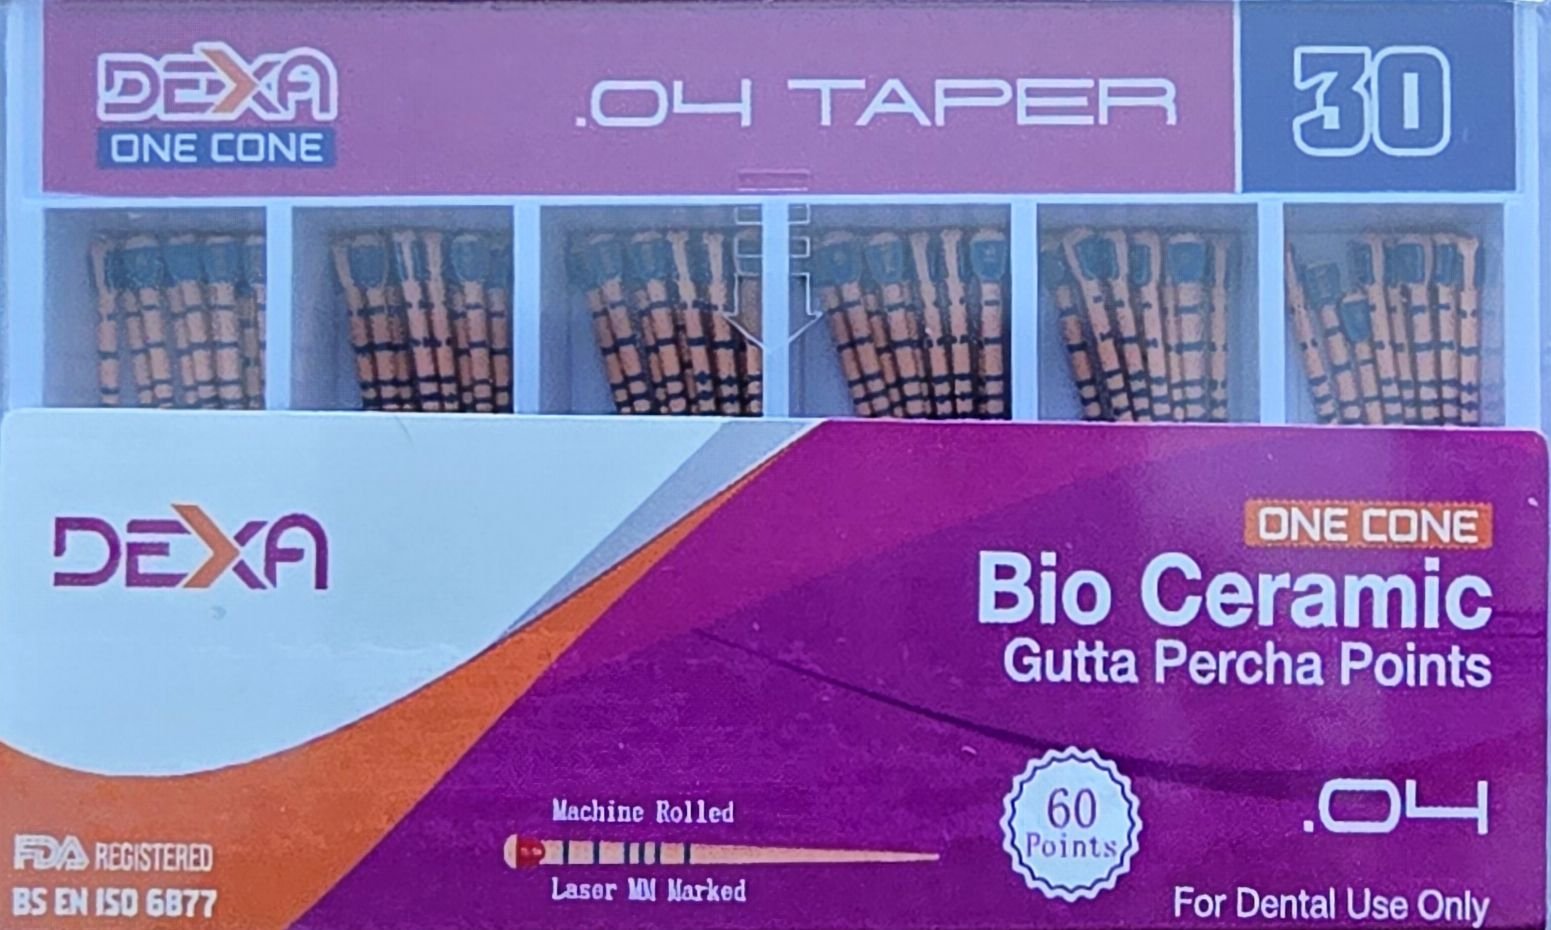 DEXA
ONE CONE
.04 TAPER
30
DEXA
ONE CONE
Bio Ceramic
Gutta Percha Points
Machine Rolled
Laser MM Marked
60
Points
.04
FDA REGISTERED
BS EN ISO 6877
For Dental Use Only